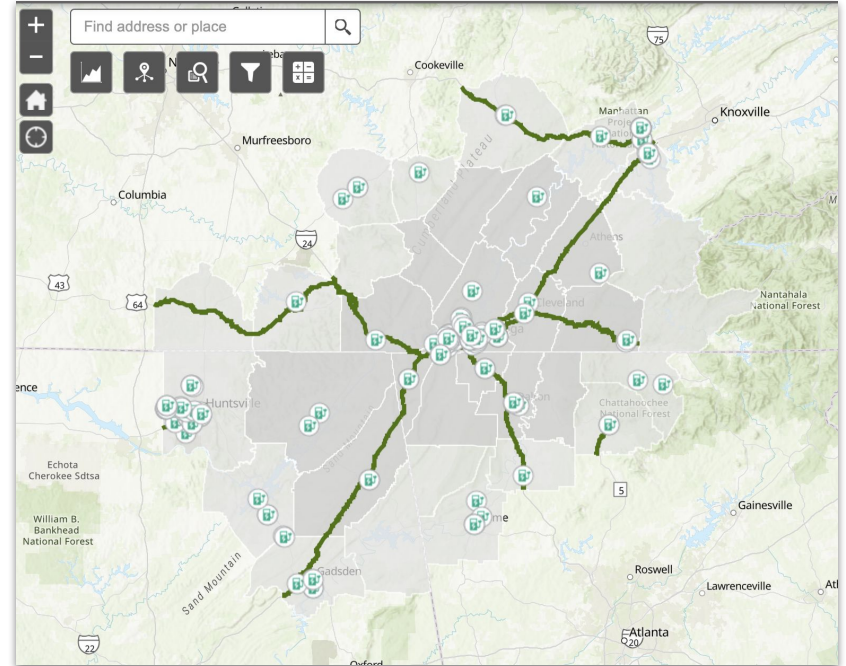 +
Find address or place
−
Cookeville
75
Manhattan
Knoxville
Murfreesboro
Columbia
Athens
24
43
64
Cleveland
Nantahala
National Forest
Huntsville
Chattahoochee
National Forest
Echota
Cherokee Sdtsa
5
William B.
Bankhead
National Forest
Gainesville
Sand Mountain
Gadsden
Roswell
Lawrenceville
Atlanta
20
22